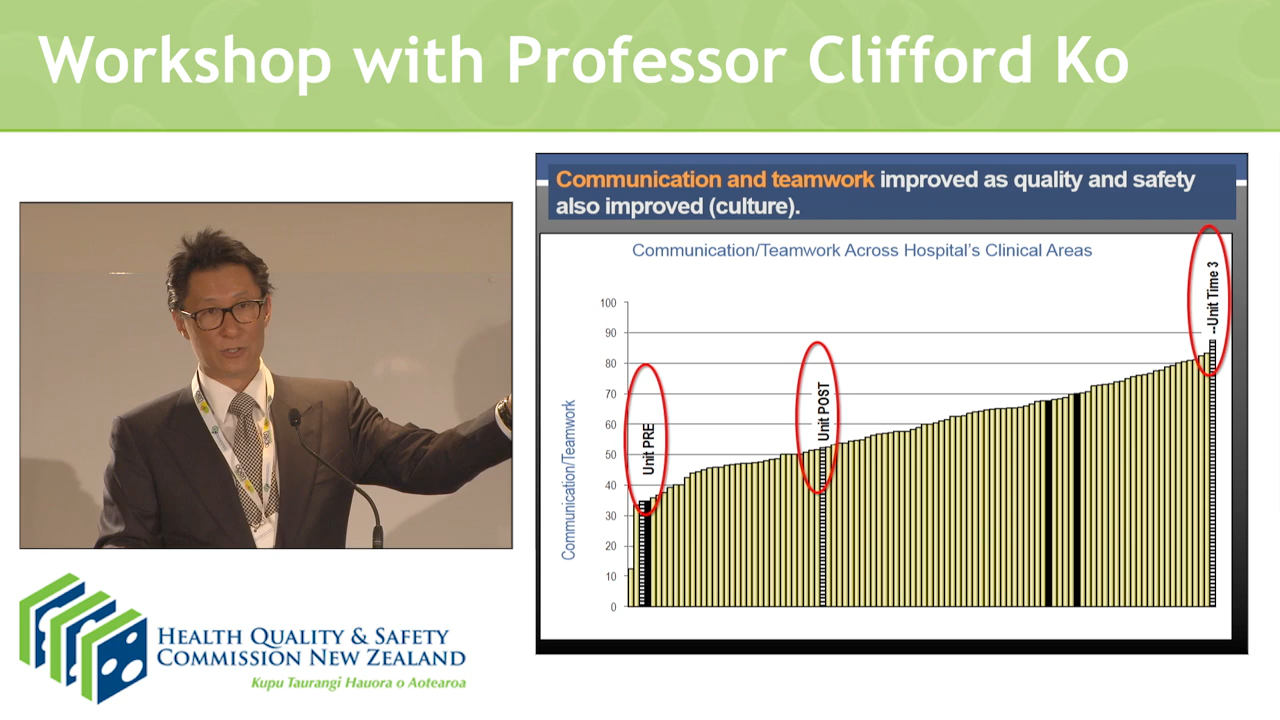 Workshop with Professor Clifford Ko
Communication and teamwork improved as quality and safety
also improved (culture).
Communication/Teamwork Across Hospital's Clinical Areas
Communication/Teamwork
100
90
80
70
60
50
40
30
20
10
0
Unit PRE
Unit POST
--Unit Time 3
HEALTH QUALITY & SAFETY
COMMISSION NEW ZEALAND
Kupu Taurangi Hauora o Aotearoa